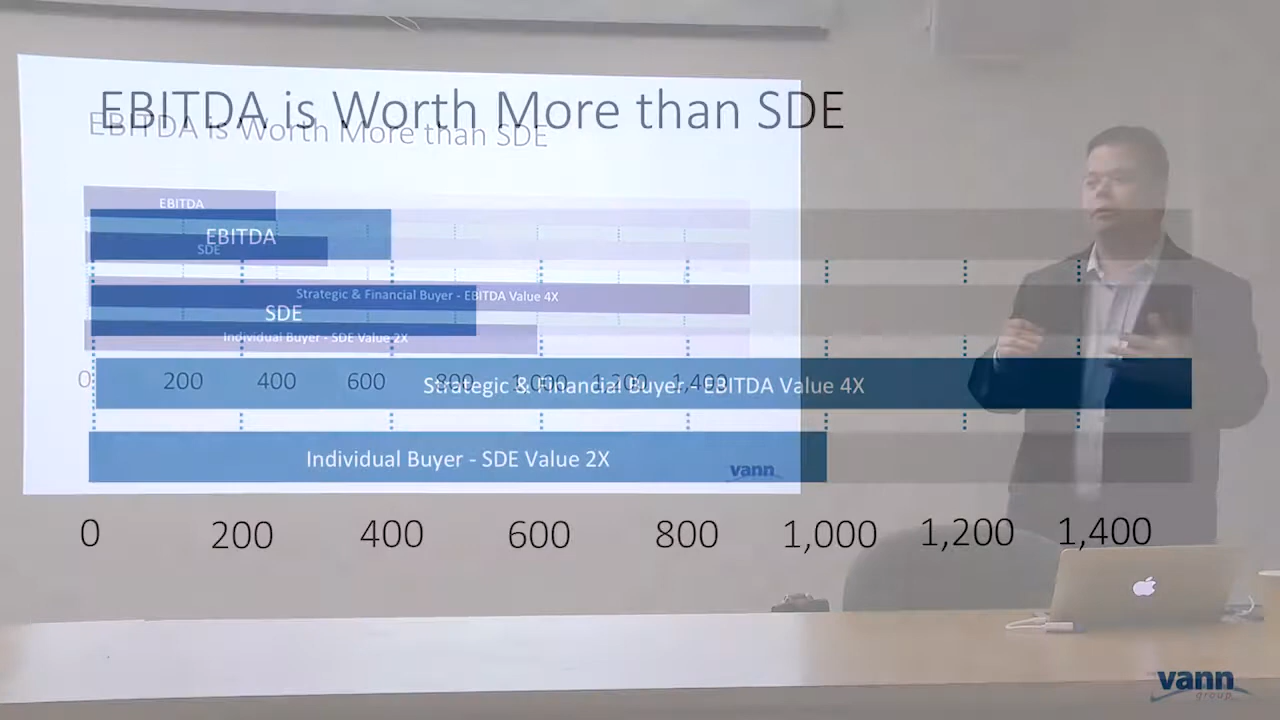 EBITDA is Worth More than SDE
EBITDA is Worth More than SDE
EBITDA
EBITDA
SDE
Strategic & Financial Buyer - EBITDA Value 4X
SDE
Individual Buyer - SDE Value 2X
0 200 400 600 800 1,000 1,200 1,400
Strategic & Financial Buyer - EBITDA Value 4X
Individual Buyer - SDE Value 2X
vann
0 200 400 600 800 1,000 1,200 1,400
vann
group